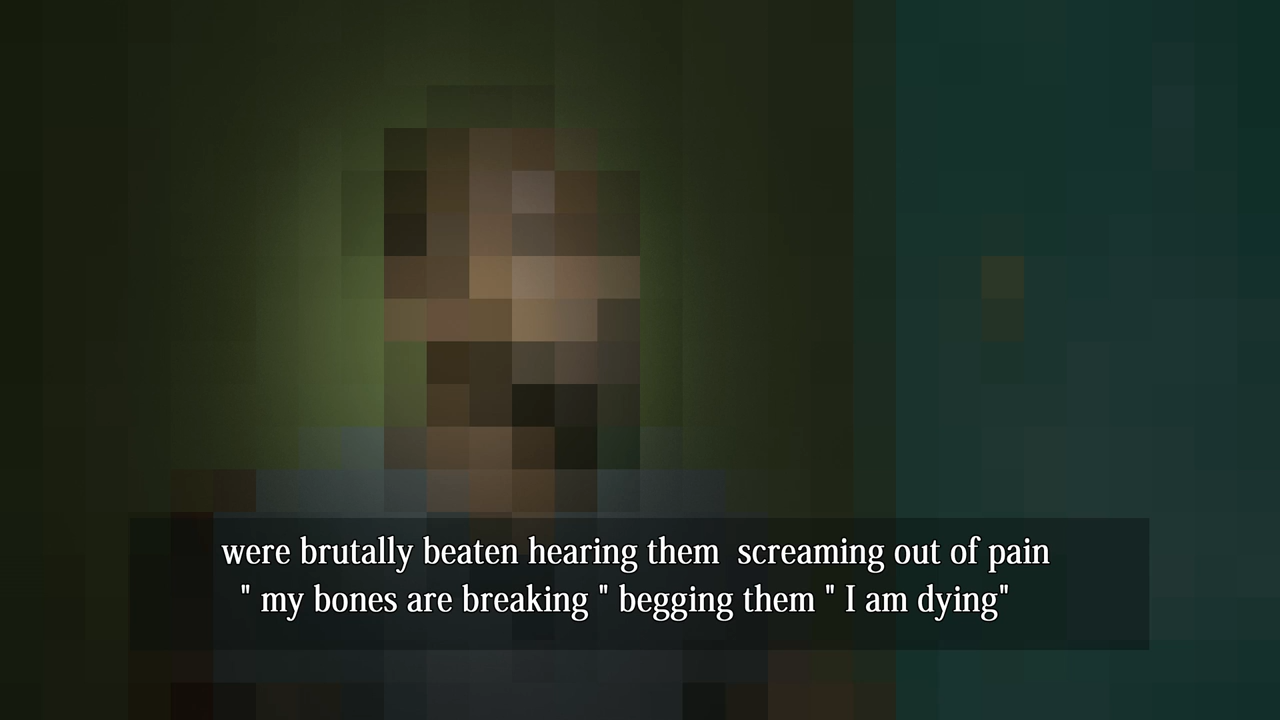 were brutally beaten hearing them  screaming out of pain
" my bones are breaking " begging them " I am dying"